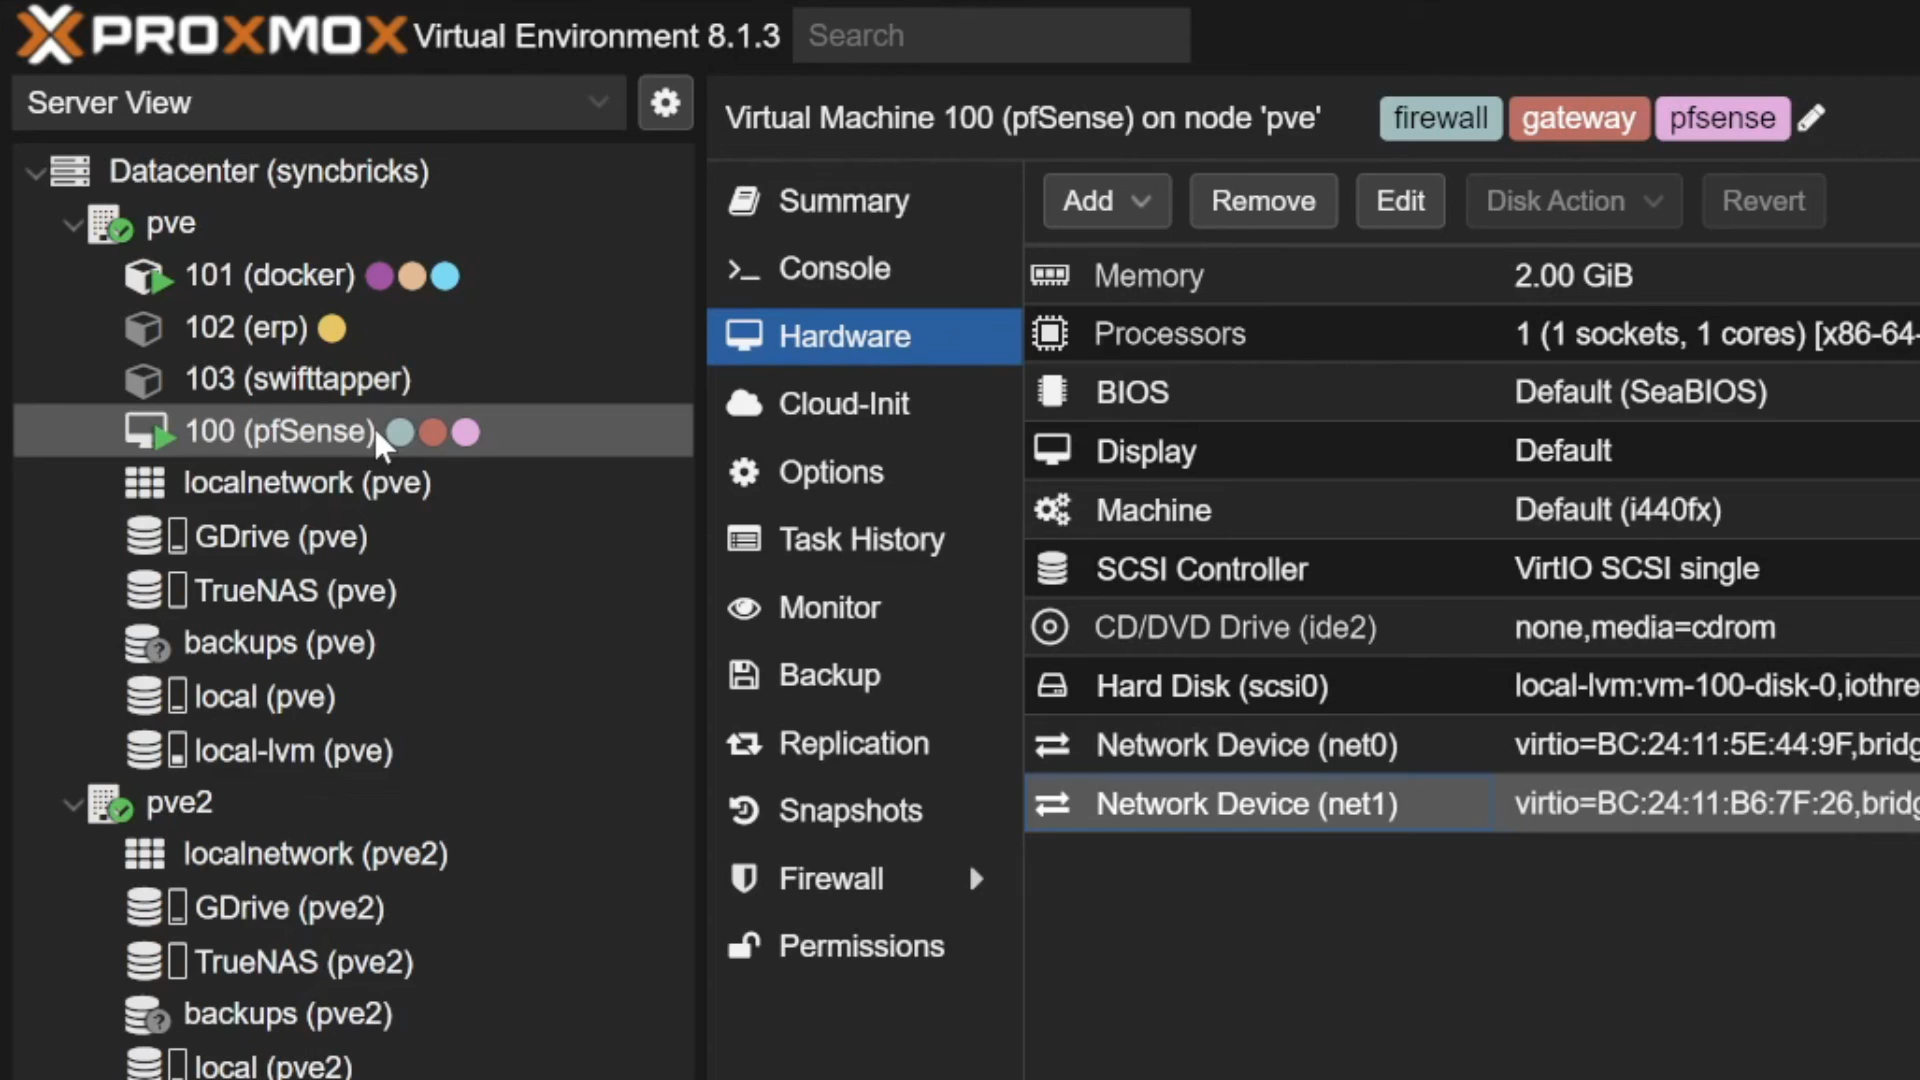 PROXMOX Virtual Environment 8.1.3 Search
Server View
Datacenter (syncbricks)
pve
101 (docker)
102 (erp)
103 (swifttapper)
100 (pfSense)
localnetwork (pve)
GDrive (pve)
TrueNAS (pve)
backups (pve)
local (pve)
local-lvm (pve)
pve2
localnetwork (pve2)
GDrive (pve2)
TrueNAS (pve2)
backups (pve2)
local (pve2)
Virtual Machine 100 (pfSense) on node 'pve' firewall gateway pfsense
Summary
Console
Hardware
Cloud-Init
Options
Task History
Monitor
Backup
Replication
Snapshots
Firewall
Permissions
Add Remove Edit Disk Action Revert
Memory 2.00 GiB
Processors 1 (1 sockets, 1 cores) [x86-64-
BIOS Default (SeaBIOS)
Display Default
Machine Default (i440fx)
SCSI Controller VirtIO SCSI single
CD/DVD Drive (ide2) none,media=cdrom
Hard Disk (scsi0) local-lvm:vm-100-disk-0,iothre
Network Device (net0) virtio=BC:24:11:5E:44:9F,bridg
Network Device (net1) virtio=BC:24:11:B6:7F:26,bridg